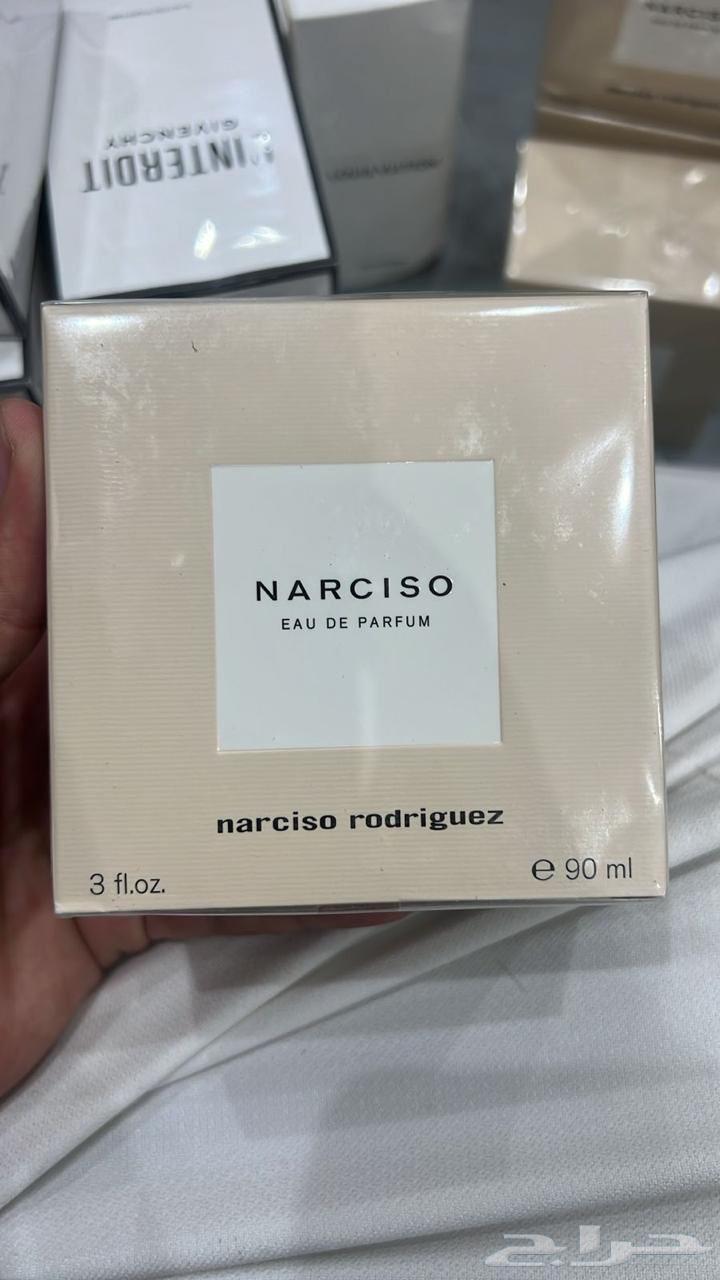 L'INTERDIT
GIVENCHY
NARCISO
EAU DE PARFUM
narciso rodriguez
3 fl.oz.
e 90 ml
حراج